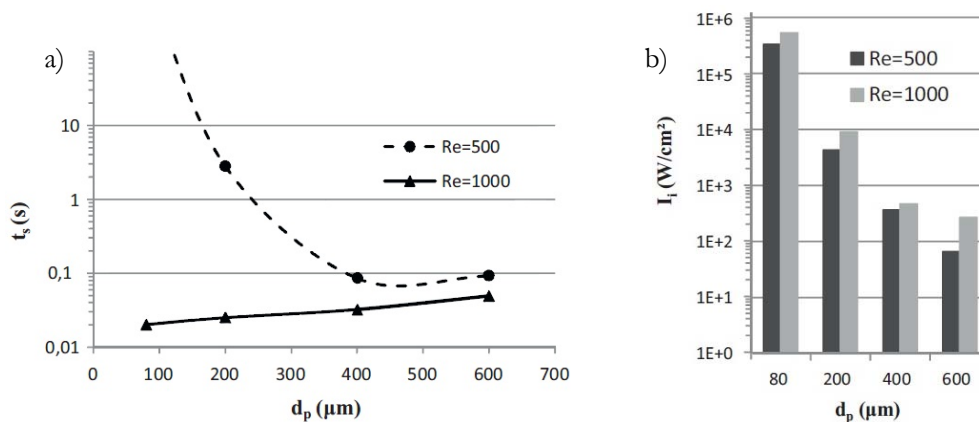 a)
10
1
0,1
0,01
t_s (s)
0 100 200 300 400 500 600 700
d_p (µm)
Re=500
Re=1000
b)
1E+6
1E+5
1E+4
1E+3
1E+2
1E+1
1E+0
I_i (W/cm²)
80 200 400 600
d_p (µm)
Re=500
Re=1000